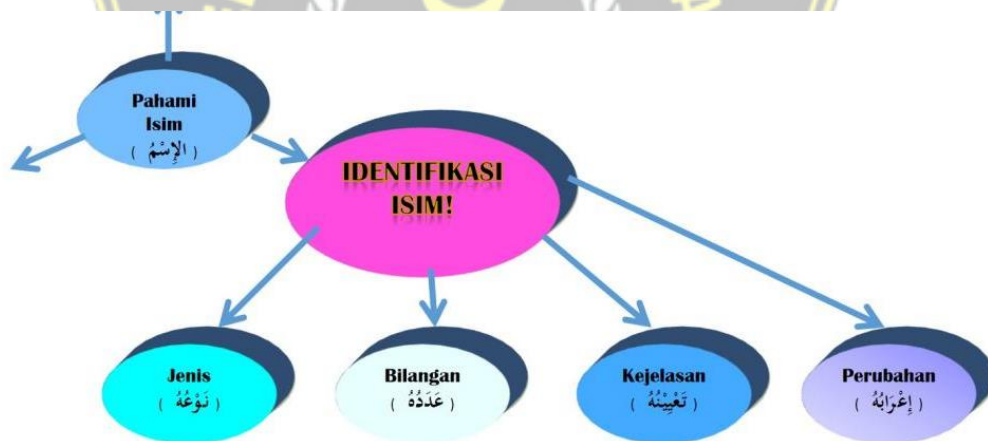 Pahami
Isim
( الإِسْمُ )
IDENTIFIKASI
ISIM!
Jenis
( نَوْعُهُ )
Bilangan
( عَدَدُهُ )
Kejelasan
( تَعْيِيْنُهُ )
Perubahan
( إِعْرَابُهُ )